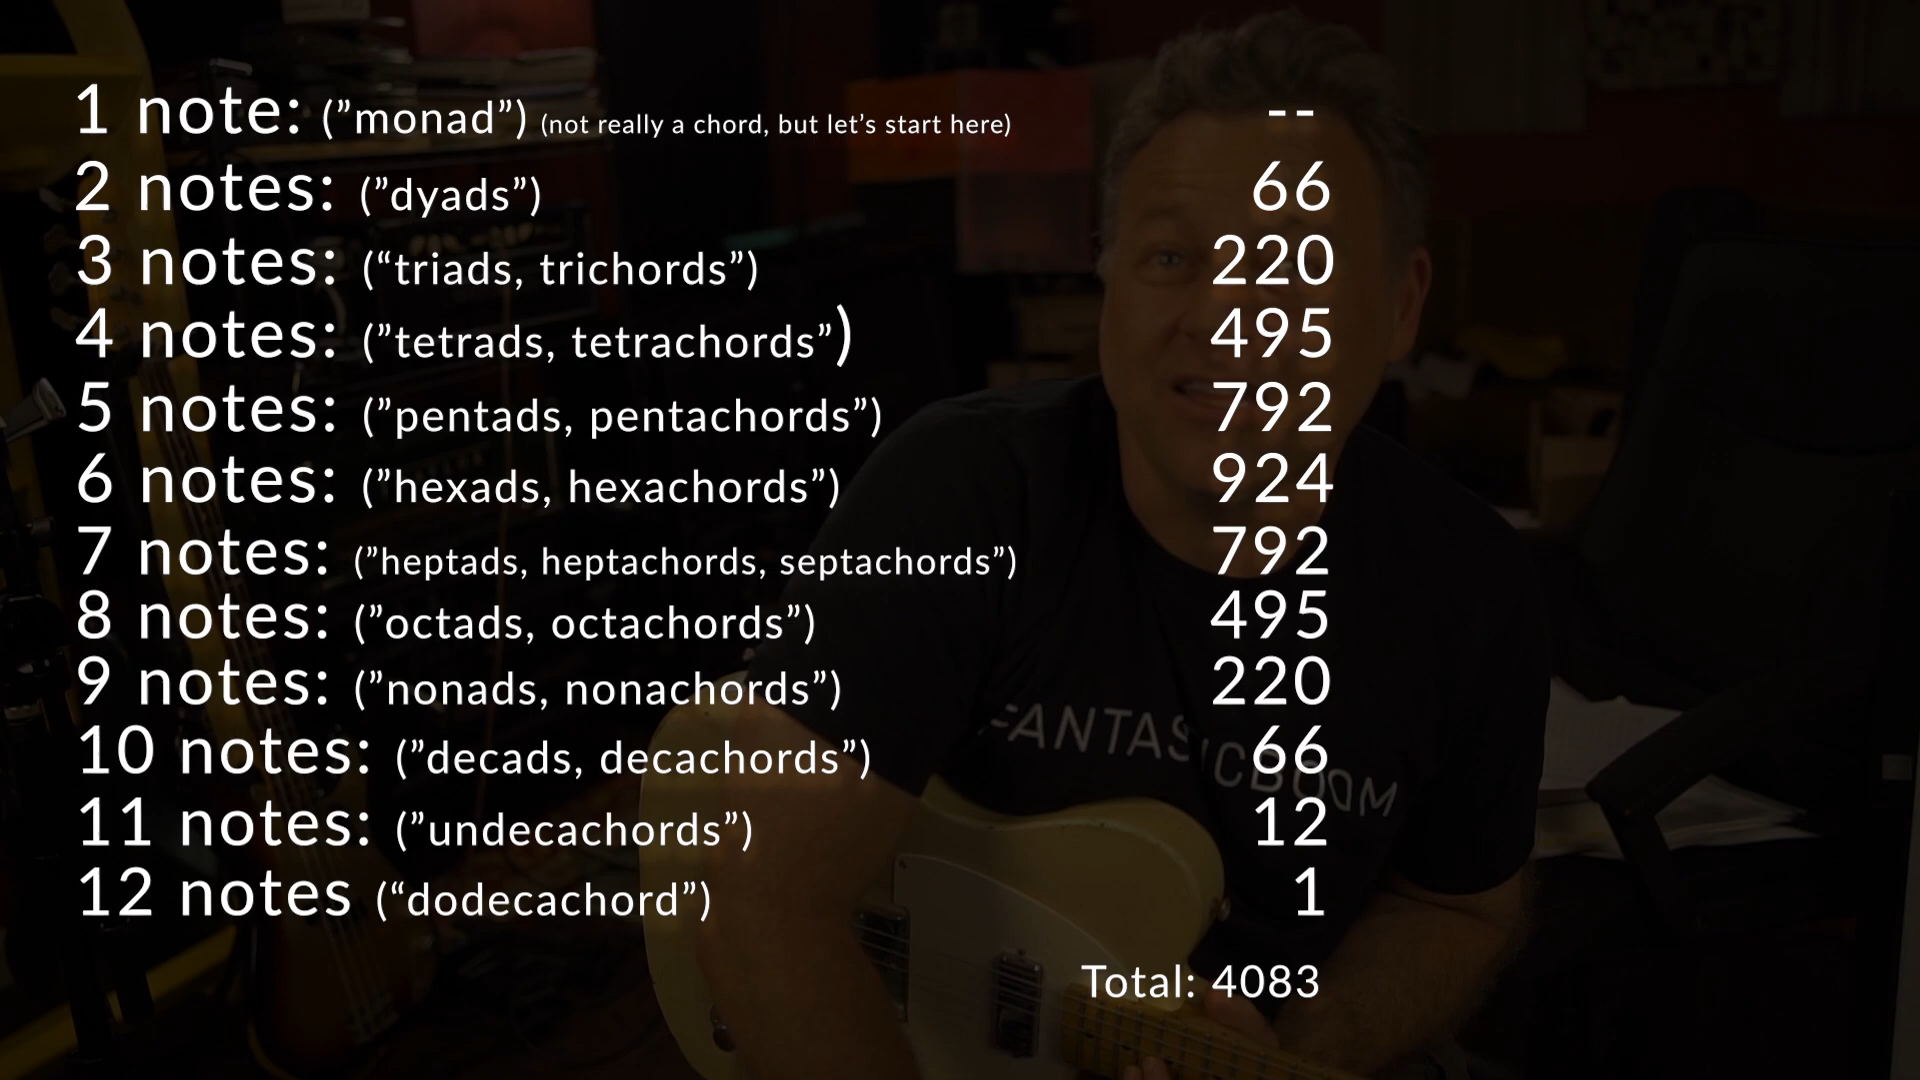 1 note: (”monad”) (not really a chord, but let’s start here) --
2 notes: (”dyads”) 66
3 notes: (“triads, trichords”) 220
4 notes: (”tetrads, tetrachords”) 495
5 notes: (”pentads, pentachords”) 792
6 notes: (”hexads, hexachords”) 924
7 notes: (”heptads, heptachords, septachords”) 792
8 notes: (”octads, octachords”) 495
9 notes: (”nonads, nonachords”) 220
10 notes: (”decads, decachords”) 66
11 notes: (”undecachords”) 12
12 notes (“dodecachord”) 1
Total: 4083